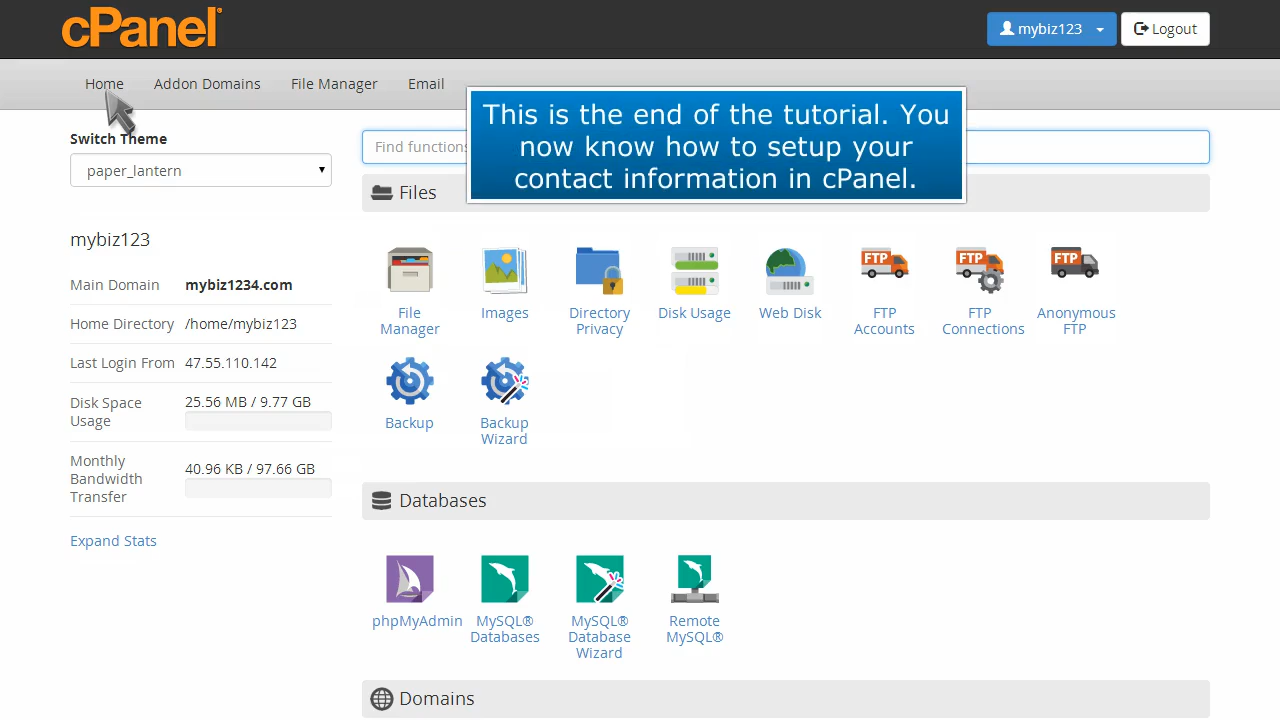 cPanel®
mybiz123
Logout
Home
Addon Domains
File Manager
Email
This is the end of the tutorial. You
now know how to setup your
contact information in cPanel.
Switch Theme
paper_lantern
mybiz123
Main Domain mybiz1234.com
Home Directory /home/mybiz123
Last Login From 47.55.110.142
Disk Space
Usage
25.56 MB / 9.77 GB
Monthly
Bandwidth
Transfer
40.96 KB / 97.66 GB
Expand Stats
Find functions
Files
File
Manager
Images
Directory
Privacy
Disk Usage
Web Disk
FTP
FTP
Accounts
FTP
FTP
Connections
FTP
Anonymous
FTP
Backup
Backup
Wizard
Databases
phpMyAdmin
MySQL®
Databases
MySQL®
Database
Wizard
Remote
MySQL®
Domains